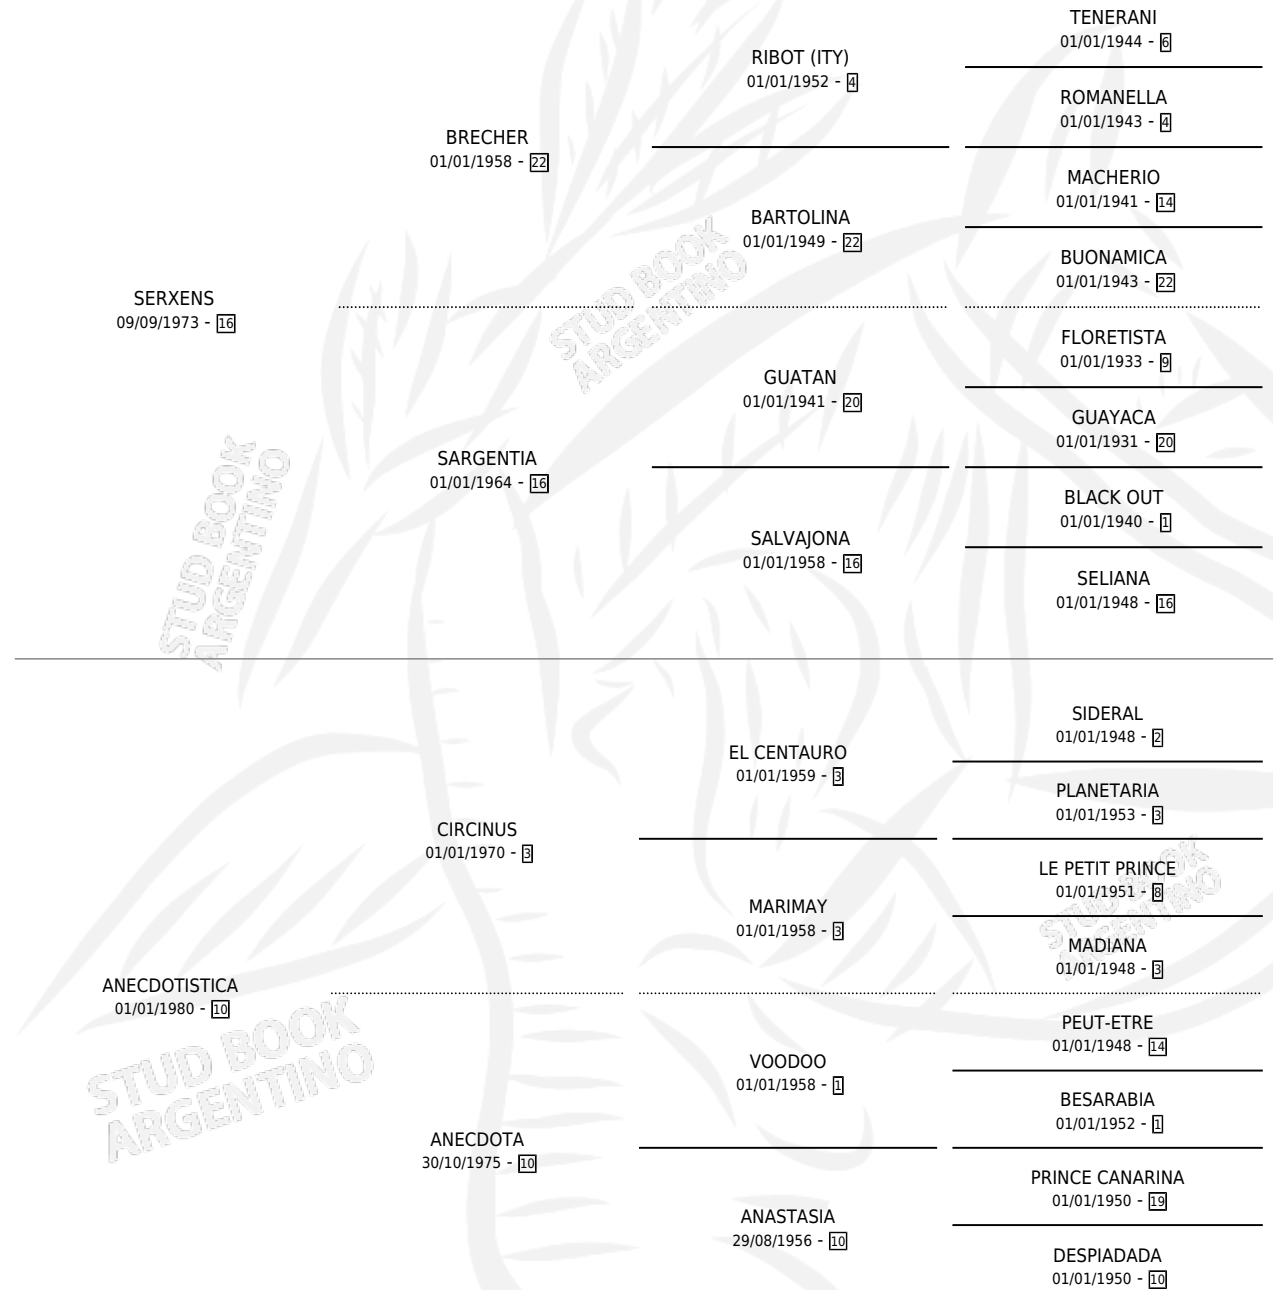 TENERANI
01/01/1944 - 6
RIBOT (ITY)
01/01/1952 - 4
ROMANELLA
01/01/1943 - 4
BRECHER
01/01/1958 - 22
MACHERIO
01/01/1941 - 14
BARTOLINA
01/01/1949 - 22
BUONAMICA
01/01/1943 - 22
SERXENS
09/09/1973 - 16
FLORETISTA
01/01/1933 - 9
GUATAN
01/01/1941 - 20
GUAYACA
01/01/1931 - 20
SARGENTIA
01/01/1964 - 16
BLACK OUT
01/01/1940 - 1
SALVAJONA
01/01/1958 - 16
SELIANA
01/01/1948 - 16
STUD BOOK
ARGENTINO
STUD BOOK
ARGENTINO
SIDERAL
01/01/1948 - 2
EL CENTAURO
01/01/1959 - 3
PLANETARIA
01/01/1953 - 3
CIRCINUS
01/01/1970 - 3
LE PETIT PRINCE
01/01/1951 - 8
MARIMAY
01/01/1958 - 3
MADIANA
01/01/1948 - 3
ANECDOTISTICA
01/01/1980 - 10
PEUT-ETRE
01/01/1948 - 14
VOODOO
01/01/1958 - 1
BESARABIA
01/01/1952 - 1
ANECDOTA
30/10/1975 - 10
PRINCE CANARINA
01/01/1950 - 19
ANASTASIA
29/08/1956 - 10
DESPIADADA
01/01/1950 - 10
STUD BOOK
ARGENTINO
STUD BOOK
ARGENTINO